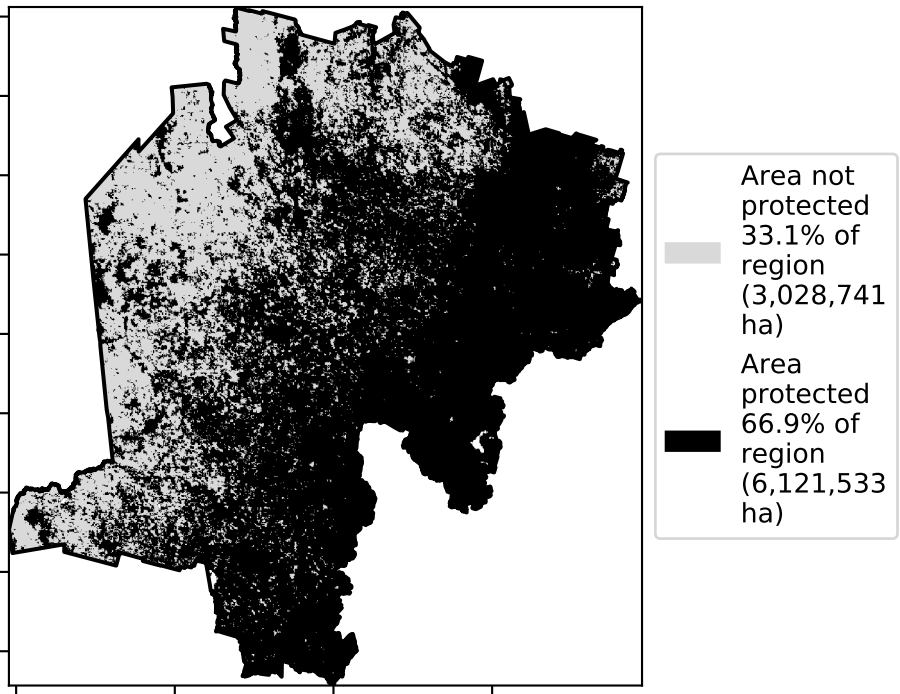 Area not
protected
33.1% of
region
(3,028,741
ha)
Area
protected
66.9% of
region
(6,121,533
ha)